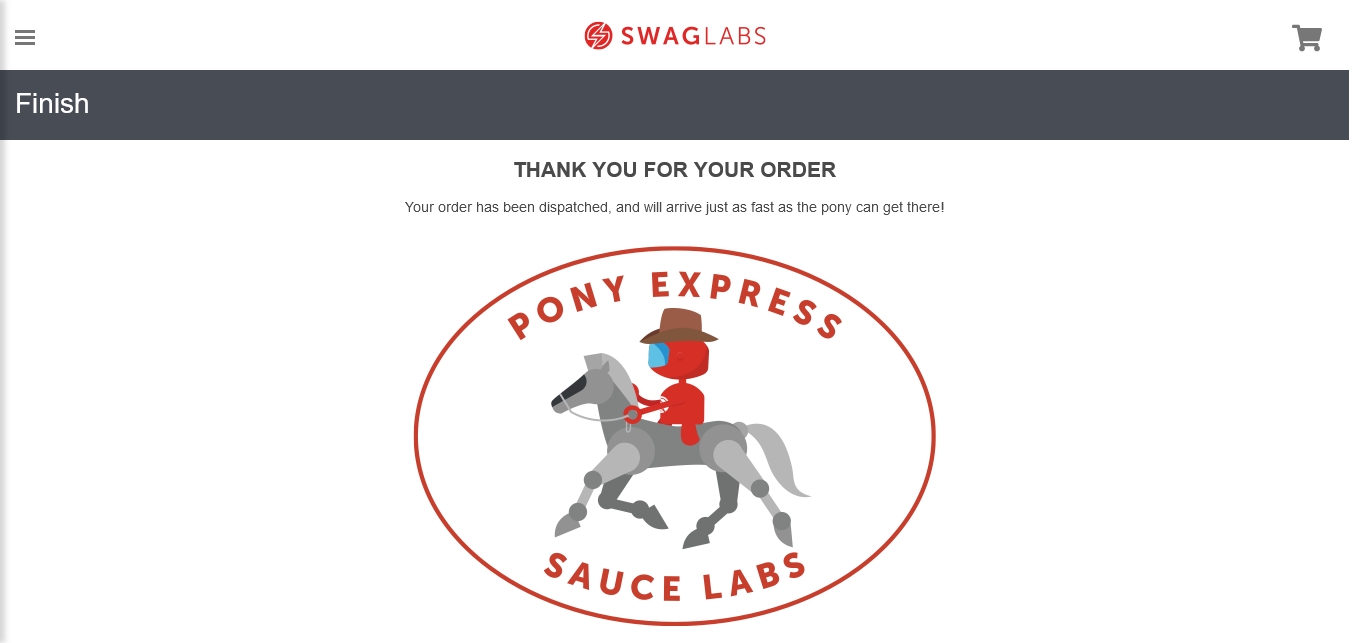 SWAGLABS
Finish
THANK YOU FOR YOUR ORDER
Your order has been dispatched, and will arrive just as fast as the pony can get there!
PONY EXPRESS
SAUCE LABS